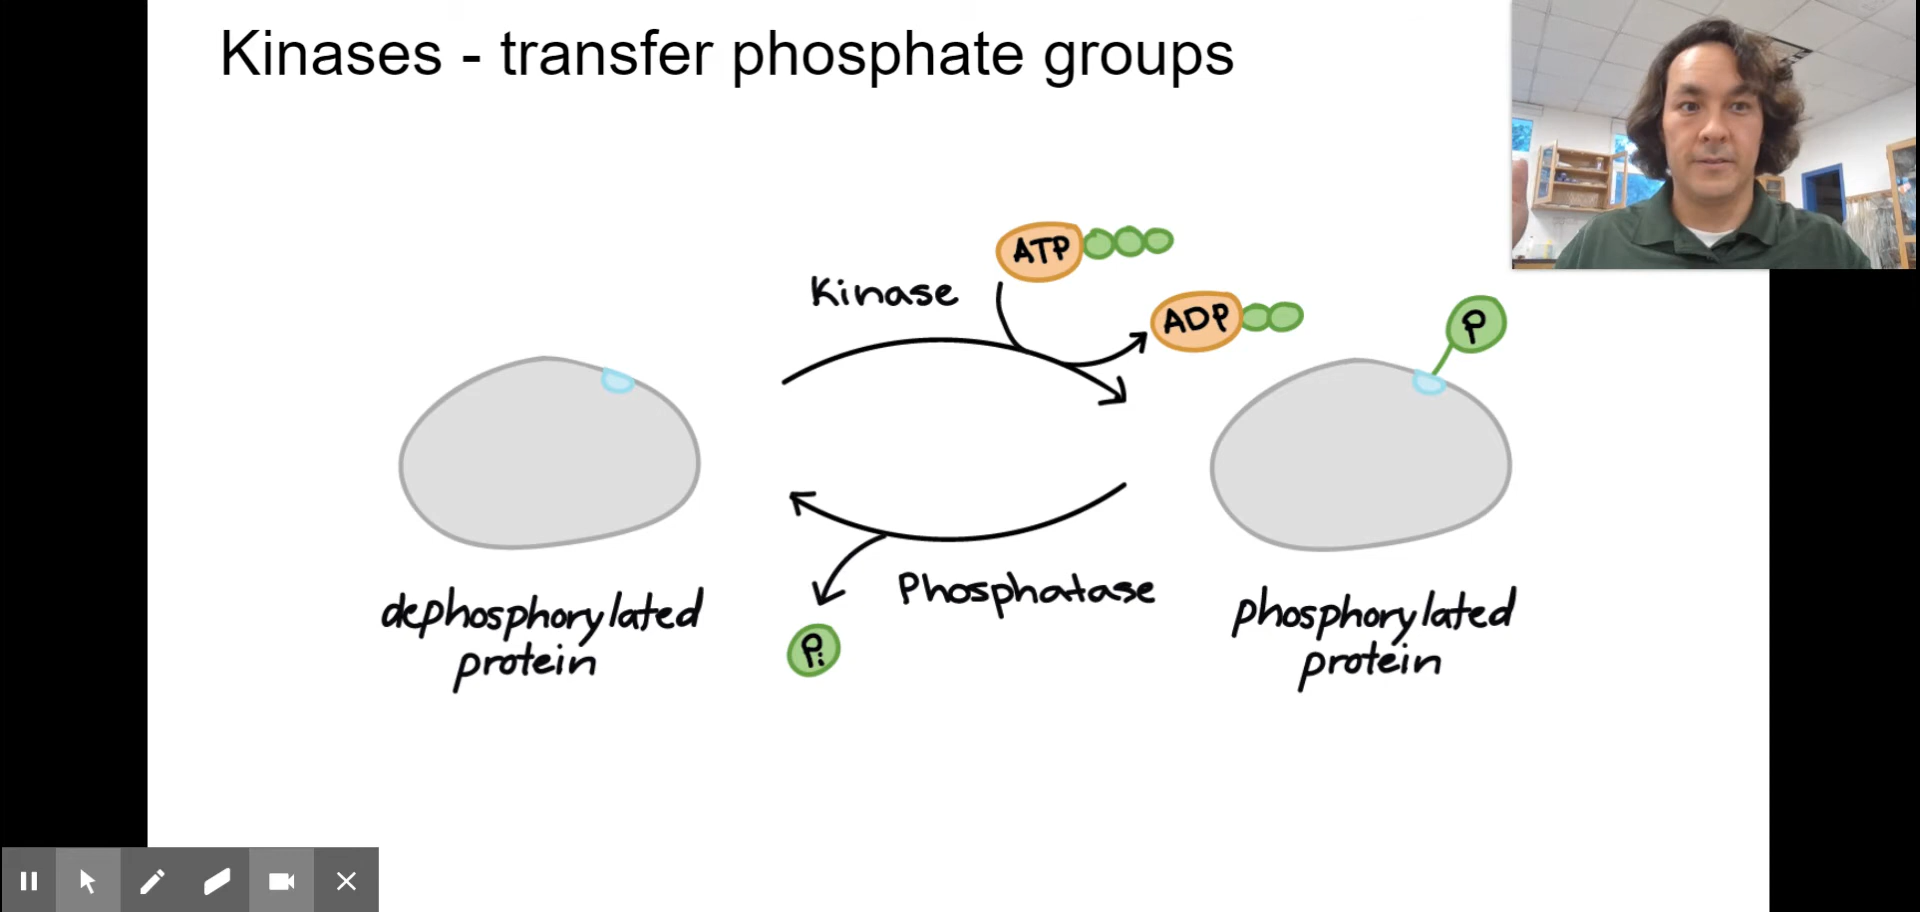 Kinases - transfer phosphate groups
ATP
Kinase
ADP
P
dephosphorylated
protein
Phosphatase
Pi
phosphorylated
protein